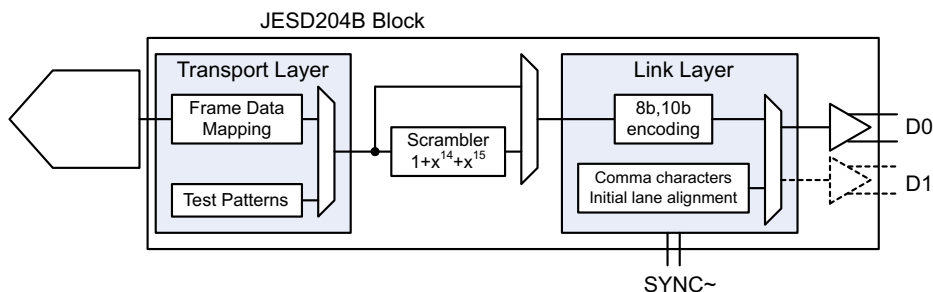 JESD204B Block
Transport Layer
Frame Data
Mapping
Test Patterns
Scrambler
1+x¹⁴+x¹⁵
Link Layer
8b,10b
encoding
Comma characters
Initial lane alignment
D0
D1
SYNC~